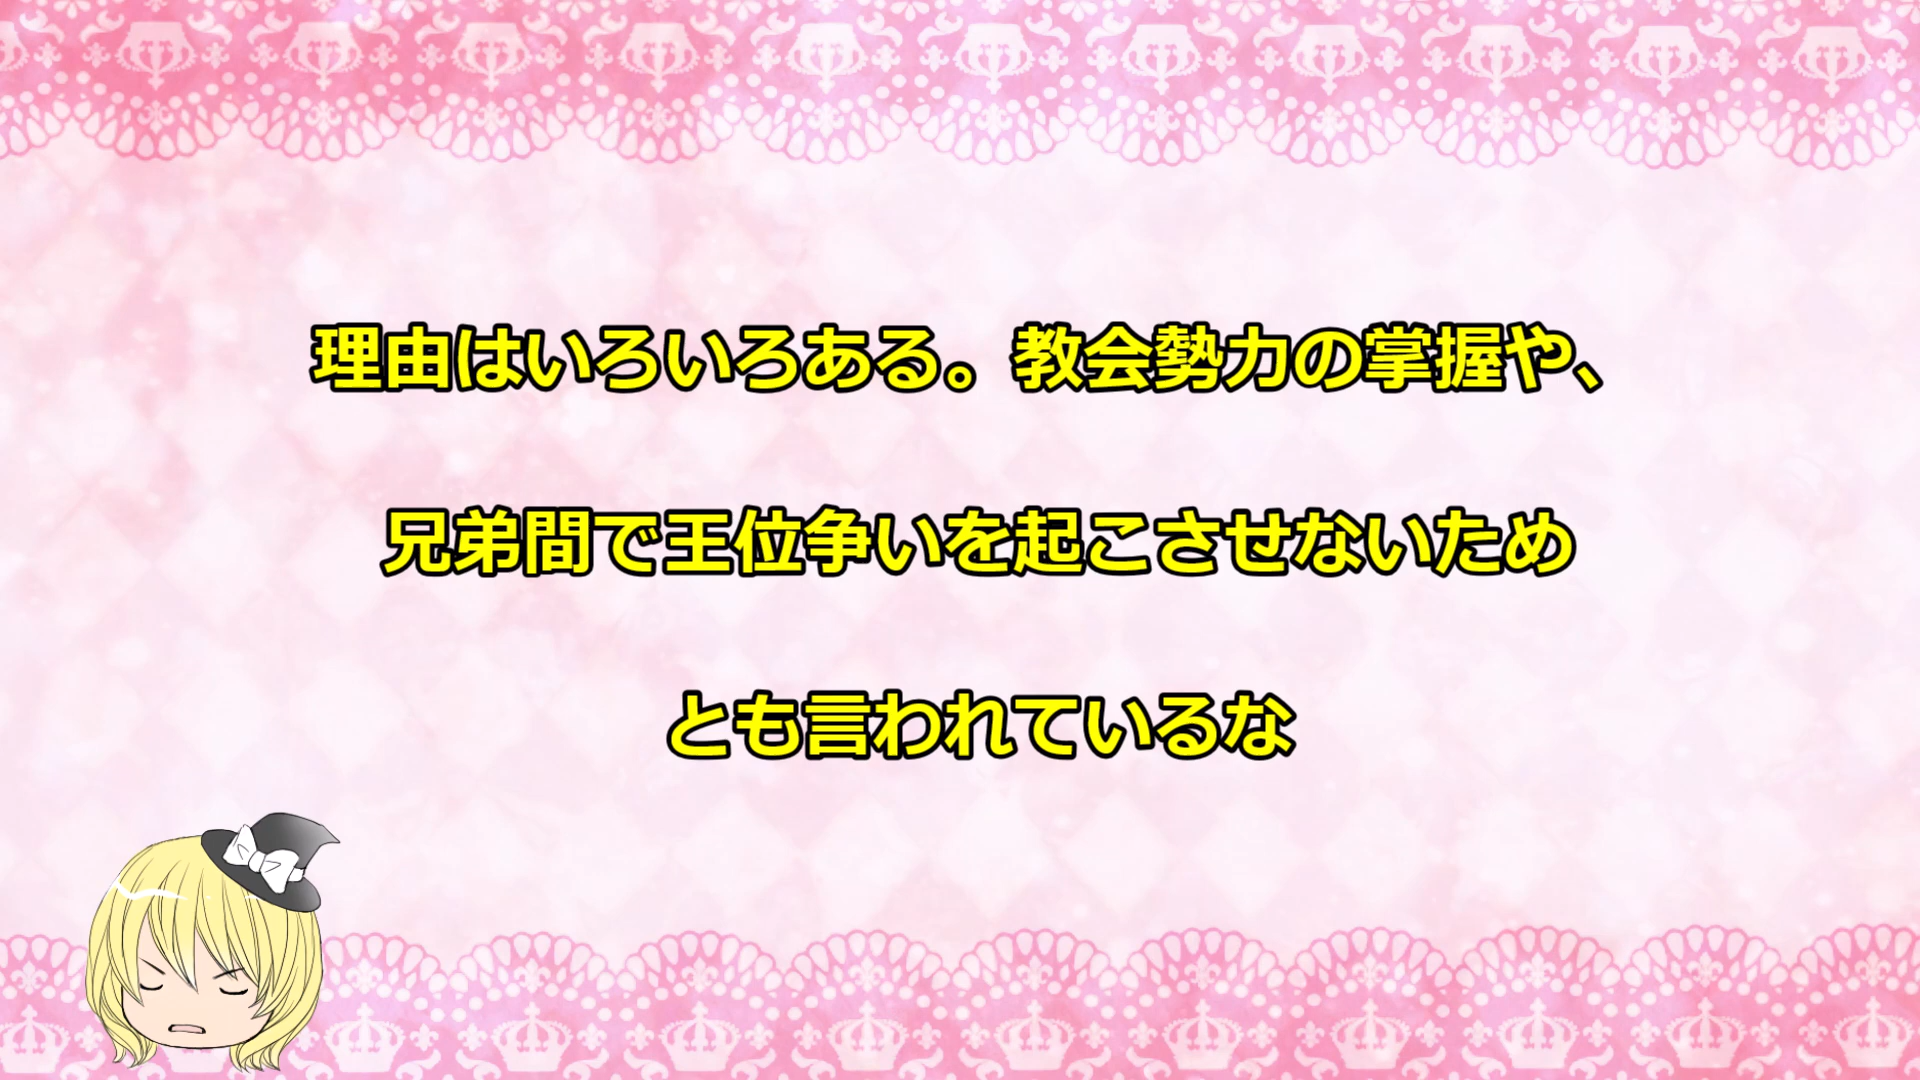 理由はいろいろある。教会勢力の掌握や、
兄弟間で王位争いを起こさせないため
とも言われているな